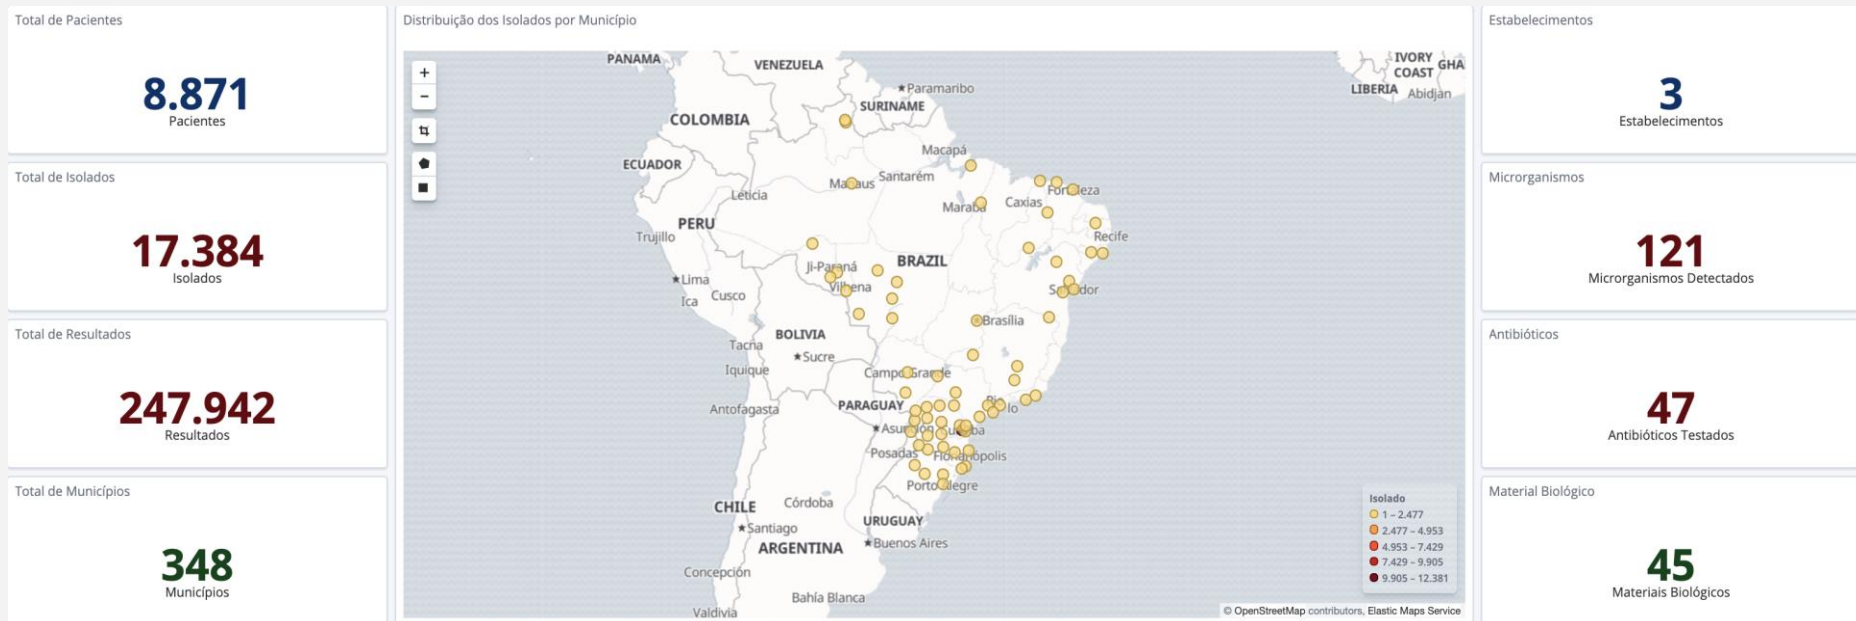 Total de Pacientes
8.871
Pacientes
Total de Isolados
17.384
Isolados
Total de Resultados
247.942
Resultados
Total de Municípios
348
Municípios
Distribuição dos Isolados por Município
+
−
PANAMA
VENEZUELA
★Paramaribo
SURINAME
COLOMBIA
IVORY
COAST
GHA
LIBERIA
Abidjan
ECUADOR
Macapá
Santarém
Leticia
Caxias
PERU
Trujillo
Recife
BRAZIL
★Lima
Ica
Cusco
BOLIVIA
Brasília
Tacna
★Sucre
Iquique
PARAGUAY
Antofagasta
Posadas
CHILE
Córdoba
★Santiago
URUGUAY
ARGENTINA
★Buenos Aires
Concepción
Bahía Blanca
Valdivia
Isolado
1 – 2.477
2.477 – 4.953
4.953 – 7.429
7.429 – 9.905
9.905 – 12.381
© OpenStreetMap contributors, Elastic Maps Service
Estabelecimentos
3
Estabelecimentos
Microrganismos
121
Microrganismos Detectados
Antibióticos
47
Antibióticos Testados
Material Biológico
45
Materiais Biológicos